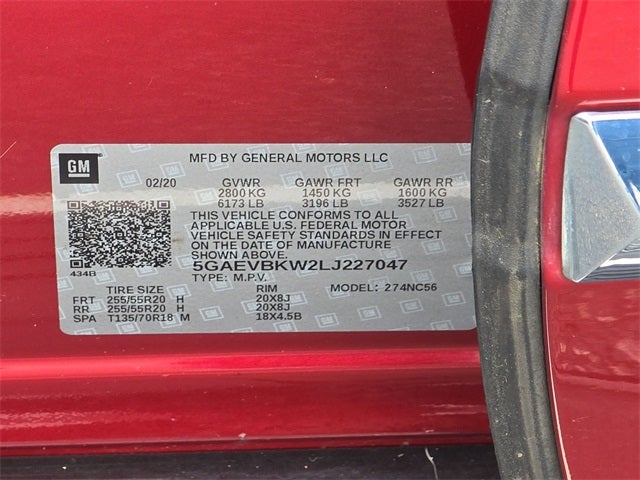 GM
MFD BY GENERAL MOTORS LLC
02/20 GVWR GAWR FRT GAWR RR
2800 KG 1450 KG 1600 KG
6173 LB 3196 LB 3527 LB
THIS VEHICLE CONFORMS TO ALL
APPLICABLE U.S. FEDERAL MOTOR
VEHICLE SAFETY STANDARDS IN EFFECT
ON THE DATE OF MANUFACTURE
SHOWN ABOVE.
434B 5GAEVBKW2LJ227047
TYPE: M.P.V.
TIRE SIZE RIM MODEL: 274NC56
FRT 255/55R20 H 20X8J
RR 255/55R20 H 20X8J
SPA T135/70R18 M 18X4.5B